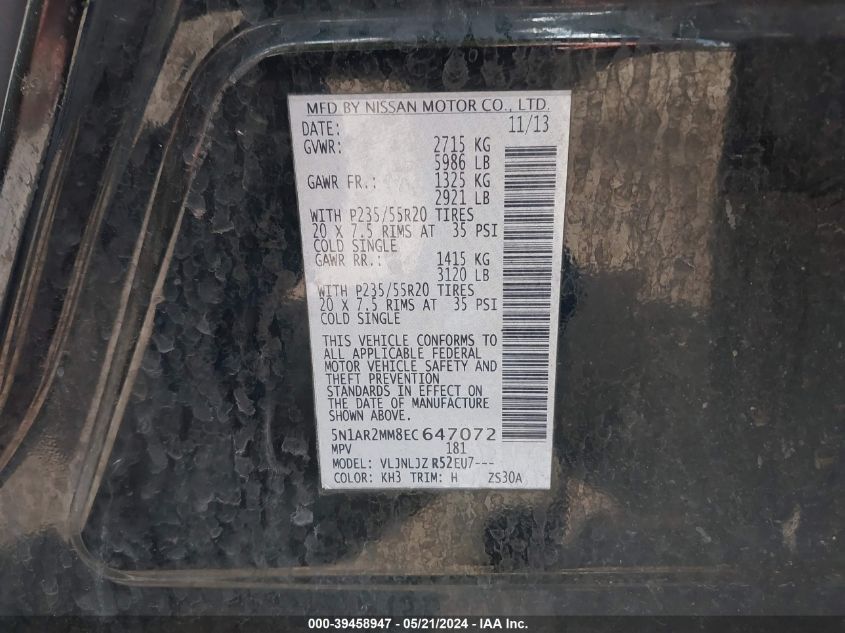 MFD BY NISSAN MOTOR CO., LTD.
DATE: 11/13
GVWR: 2715 KG
5986 LB
GAWR FR.: 1325 KG
2921 LB
WITH P235/55R20 TIRES
20 X 7.5 RIMS AT 35 PSI
COLD SINGLE
GAWR RR.: 1415 KG
3120 LB
WITH P235/55R20 TIRES
20 X 7.5 RIMS AT 35 PSI
COLD SINGLE
THIS VEHICLE CONFORMS TO
ALL APPLICABLE FEDERAL
MOTOR VEHICLE SAFETY AND
THEFT PREVENTION
STANDARDS IN EFFECT ON
THE DATE OF MANUFACTURE
SHOWN ABOVE.
5N1AR2MM8EC647072
MPV 181
MODEL: VLJNLJZ R52EU7---
COLOR: KH3 TRIM: H ZS30A
000-39458947 - 05/21/2024 - IAA Inc.